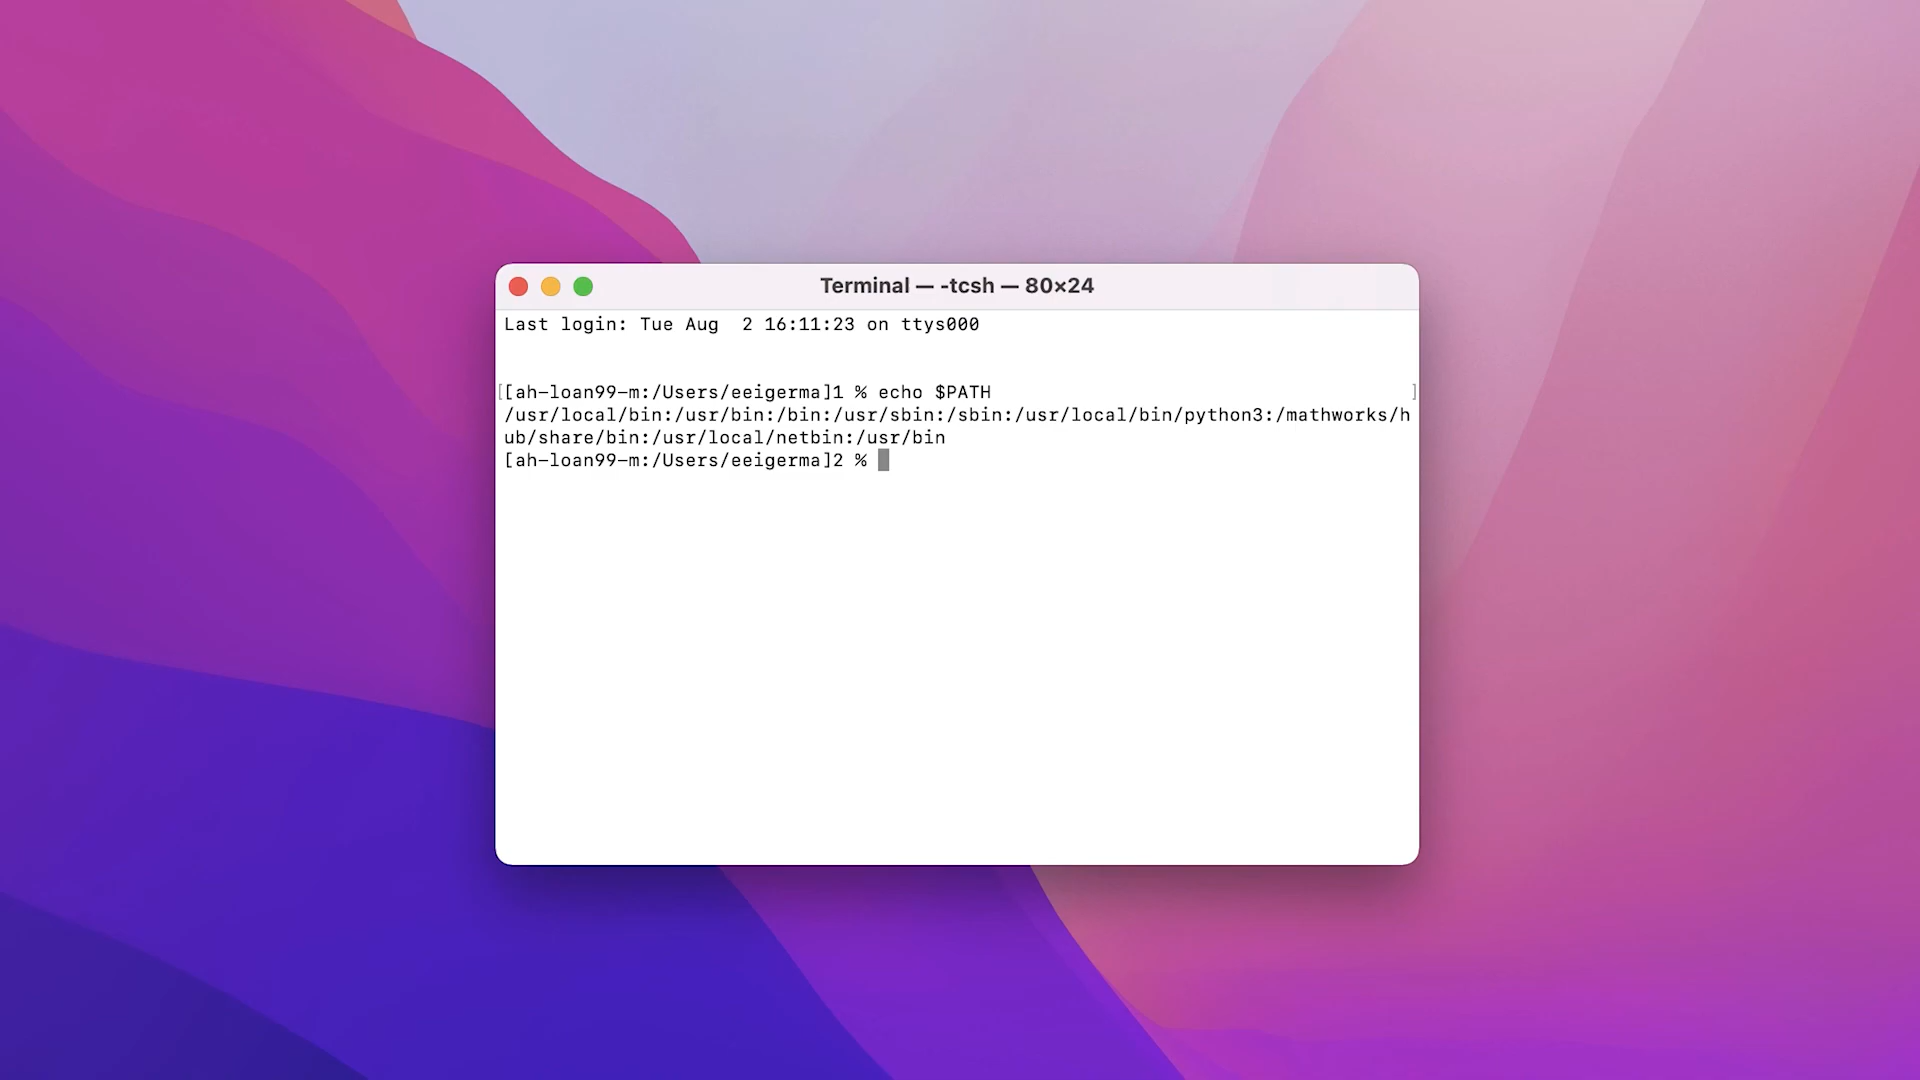 Terminal — -tcsh — 80×24
Last login: Tue Aug  2 16:11:23 on ttys000
[[ah-loan99-m:/Users/eeigerma]1 % echo $PATH ]
/usr/local/bin:/usr/bin:/bin:/usr/sbin:/sbin:/usr/local/bin/python3:/mathworks/h
ub/share/bin:/usr/local/netbin:/usr/bin
[ah-loan99-m:/Users/eeigerma]2 %